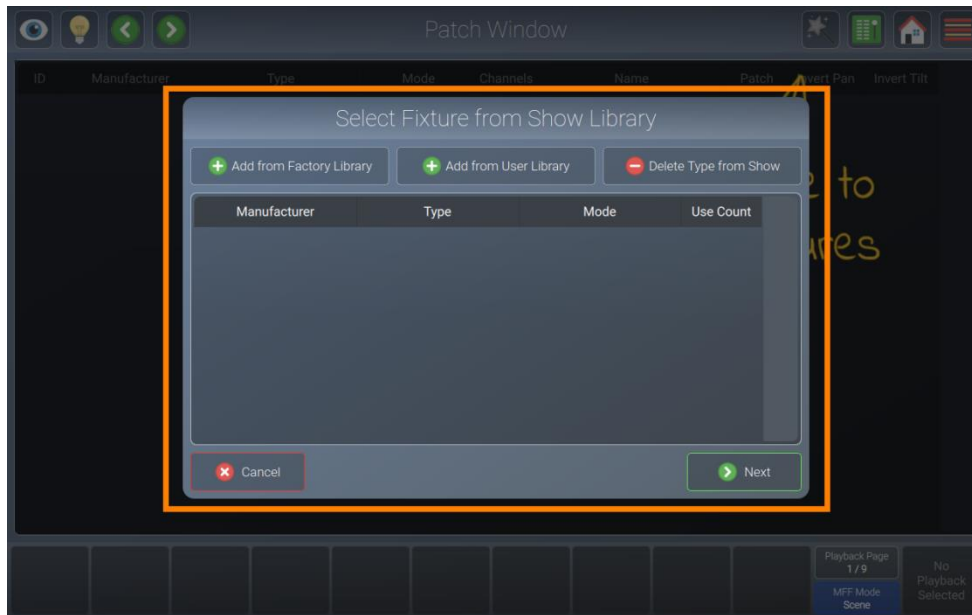 Patch Window
ID Manufacturer Type Mode Channels Name Patch Invert Pan Invert Tilt
Select Fixture from Show Library
Add from Factory Library Add from User Library Delete Type from Show
to
Manufacturer Type Mode Use Count
Cancel Next
Playback Page
1 / 9
MFF Mode
Scene
No
Playback
Selected